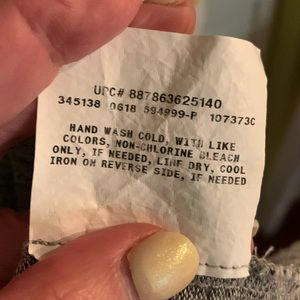 UPC# 887863625140
345138 0618 594999-P 107373C
HAND WASH COLD, WITH LIKE
COLORS, NON-CHLORINE BLEACH
ONLY, IF NEEDED, LINE DRY, COOL
IRON ON REVERSE SIDE, IF NEEDED